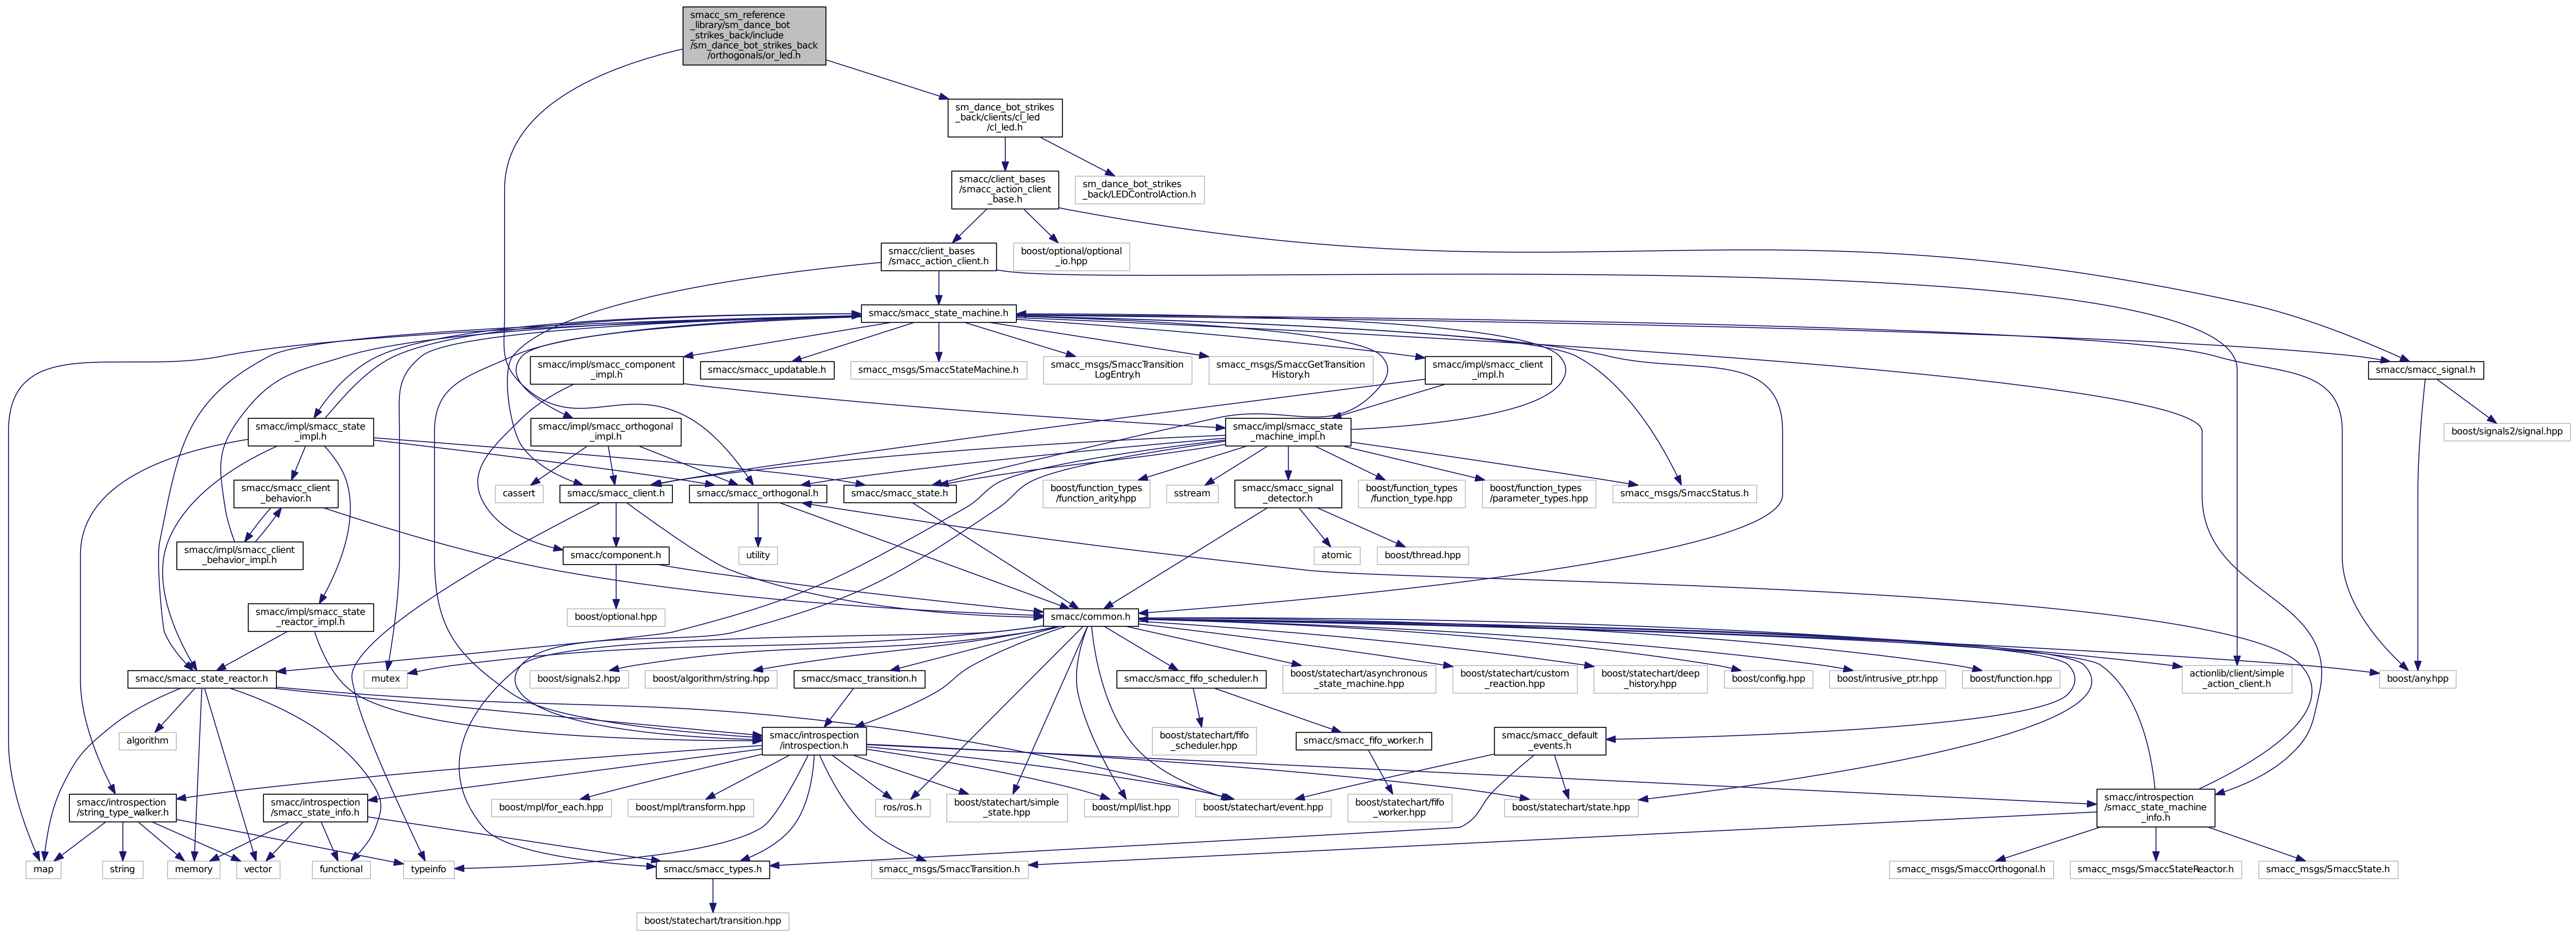 smacc_sm_reference
_library/sm_dance_bot
_strikes_back/include
/sm_dance_bot_strikes_back
/orthogonals/or_led.h
sm_dance_bot_strikes
_back/clients/cl_led
/cl_led.h
smacc/client_bases
/smacc_action_client
_base.h
sm_dance_bot_strikes
_back/LEDControlAction.h
smacc/client_bases
/smacc_action_client.h
boost/optional/optional
_io.hpp
smacc/smacc_state_machine.h
smacc/impl/smacc_component
_impl.h
smacc/smacc_updatable.h
smacc_msgs/SmaccStateMachine.h
smacc_msgs/SmaccTransition
LogEntry.h
smacc_msgs/SmaccGetTransition
History.h
smacc/impl/smacc_client
_impl.h
smacc/smacc_signal.h
smacc/impl/smacc_state
_impl.h
smacc/impl/smacc_orthogonal
_impl.h
smacc/impl/smacc_state
_machine_impl.h
boost/signals2/signal.hpp
smacc/smacc_client
_behavior.h
cassert
smacc/smacc_client.h
smacc/smacc_orthogonal.h
smacc/smacc_state.h
boost/function_types
/function_arity.hpp
sstream
smacc/smacc_signal
_detector.h
boost/function_types
/function_type.hpp
boost/function_types
/parameter_types.hpp
smacc_msgs/SmaccStatus.h
smacc/impl/smacc_client
_behavior_impl.h
smacc/component.h
utility
atomic
boost/thread.hpp
smacc/impl/smacc_state
_reactor_impl.h
boost/optional.hpp
smacc/common.h
smacc/smacc_state_reactor.h
mutex
boost/signals2.hpp
boost/algorithm/string.hpp
smacc/smacc_transition.h
smacc/smacc_fifo_scheduler.h
boost/statechart/asynchronous
_state_machine.hpp
boost/statechart/custom
_reaction.hpp
boost/statechart/deep
_history.hpp
boost/config.hpp
boost/intrusive_ptr.hpp
boost/function.hpp
actionlib/client/simple
_action_client.h
boost/any.hpp
algorithm
smacc/introspection
/introspection.h
boost/statechart/fifo
_scheduler.hpp
smacc/smacc_fifo_worker.h
smacc/smacc_default
_events.h
smacc/introspection
/string_type_walker.h
smacc/introspection
/smacc_state_info.h
boost/mpl/for_each.hpp
boost/mpl/transform.hpp
ros/ros.h
boost/statechart/simple
_state.hpp
boost/mpl/list.hpp
boost/statechart/event.hpp
boost/statechart/fifo
_worker.hpp
boost/statechart/state.hpp
smacc/introspection
/smacc_state_machine
_info.h
map
string
memory
vector
functional
typeinfo
smacc/smacc_types.h
smacc_msgs/SmaccTransition.h
smacc_msgs/SmaccOrthogonal.h
smacc_msgs/SmaccStateReactor.h
smacc_msgs/SmaccState.h
boost/statechart/transition.hpp